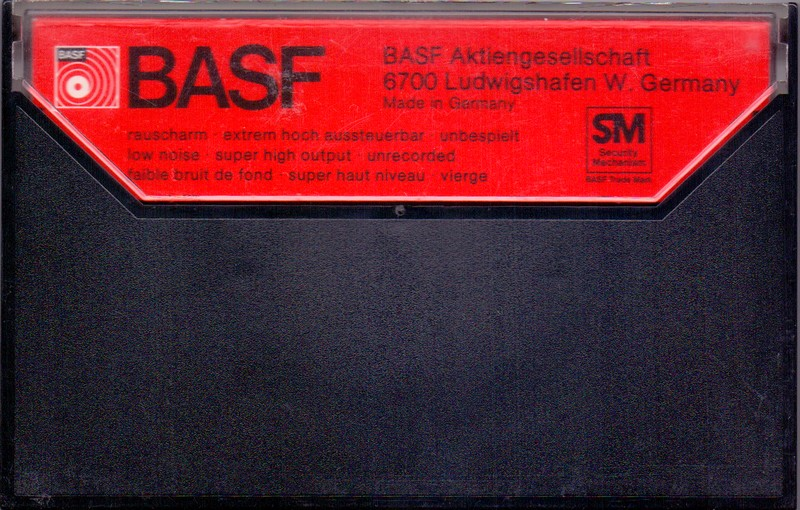 BASF
BASF
BASF Aktiengesellschaft
6700 Ludwigshafen W. Germany
Made in Germany
rauscharm · extrem hoch aussteuerbar · unbespielt
low noise · super high output · unrecorded
faible bruit de fond · super haut niveau · vierge
SM
Security
Mechanism
BASF Trade Mark